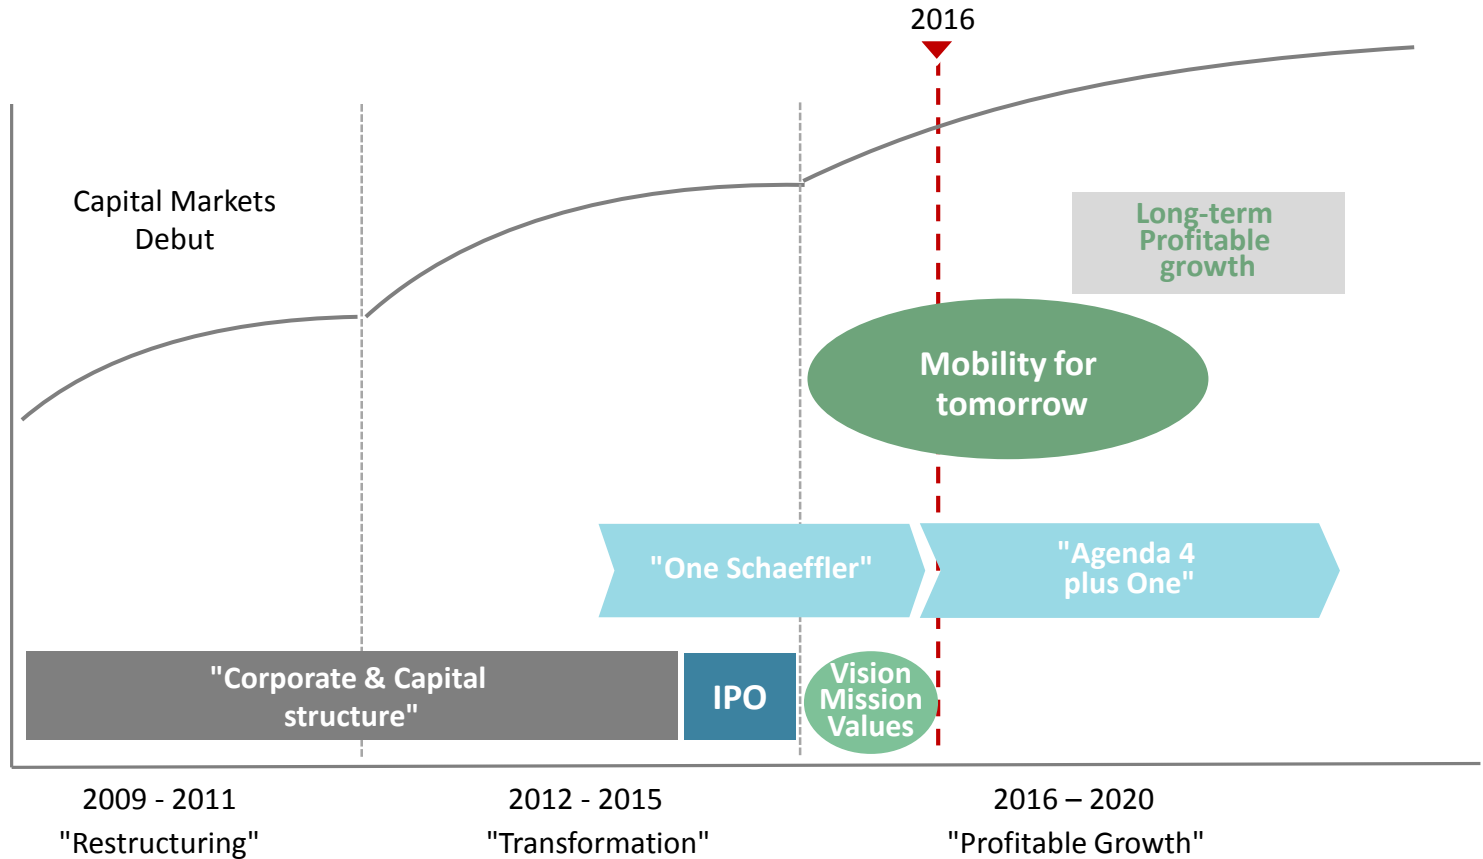 2016
Capital Markets
Debut
Long-term
Profitable
growth
Mobility for
tomorrow
"One Schaeffler"
"Agenda 4
plus One"
"Corporate & Capital
structure"
IPO
Vision
Mission
Values
2009 - 2011
"Restructuring"
2012 - 2015
"Transformation"
2016 – 2020
"Profitable Growth"